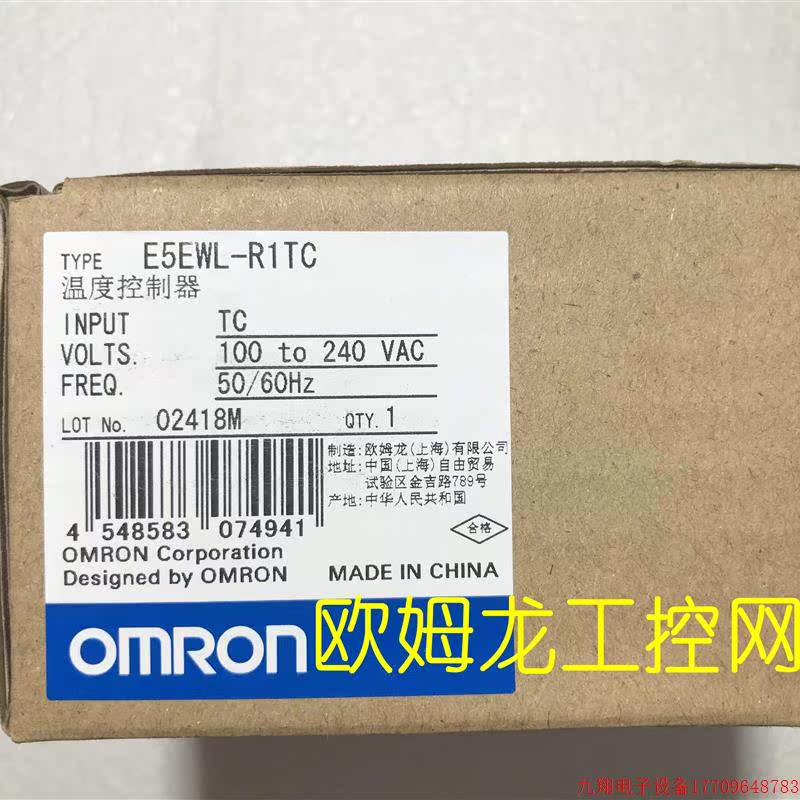 TYPE E5EWL-R1TC
温度控制器
INPUT TC
VOLTS. 100 to 240 VAC
FREQ. 50/60Hz
LOT No. 02418M QTY. 1
制造:欧姆龙(上海)有限公司
地址:中国(上海)自由贸易
试验区金吉路789号
产地:中华人民共和国
4 548583 074941
合格
OMRON Corporation
Designed by OMRON MADE IN CHINA
OMRON 欧姆龙工控网
九翔电子设备17709648783